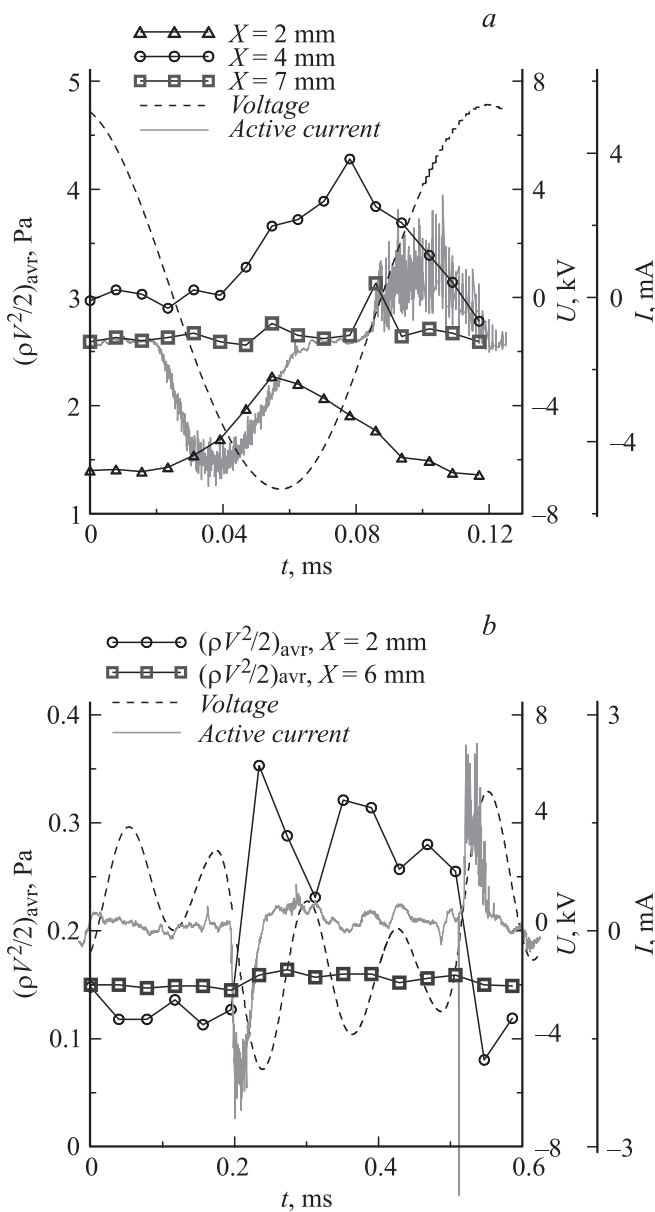 a
X = 2 mm
X = 4 mm
X = 7 mm
Voltage
Active current
5
4
3
2
1
(ρV²/2)avr, Pa
8
4
0
–4
–8
U, kV
4
0
–4
I, mA
0
0.04
0.08
0.12
t, ms
b
(ρV²/2)avr, X = 2 mm
(ρV²/2)avr, X = 6 mm
Voltage
Active current
0.4
0.3
0.2
0.1
0
(ρV²/2)avr, Pa
8
4
0
–4
–8
U, kV
3
0
–3
I, mA
0
0.2
0.4
0.6
t, ms